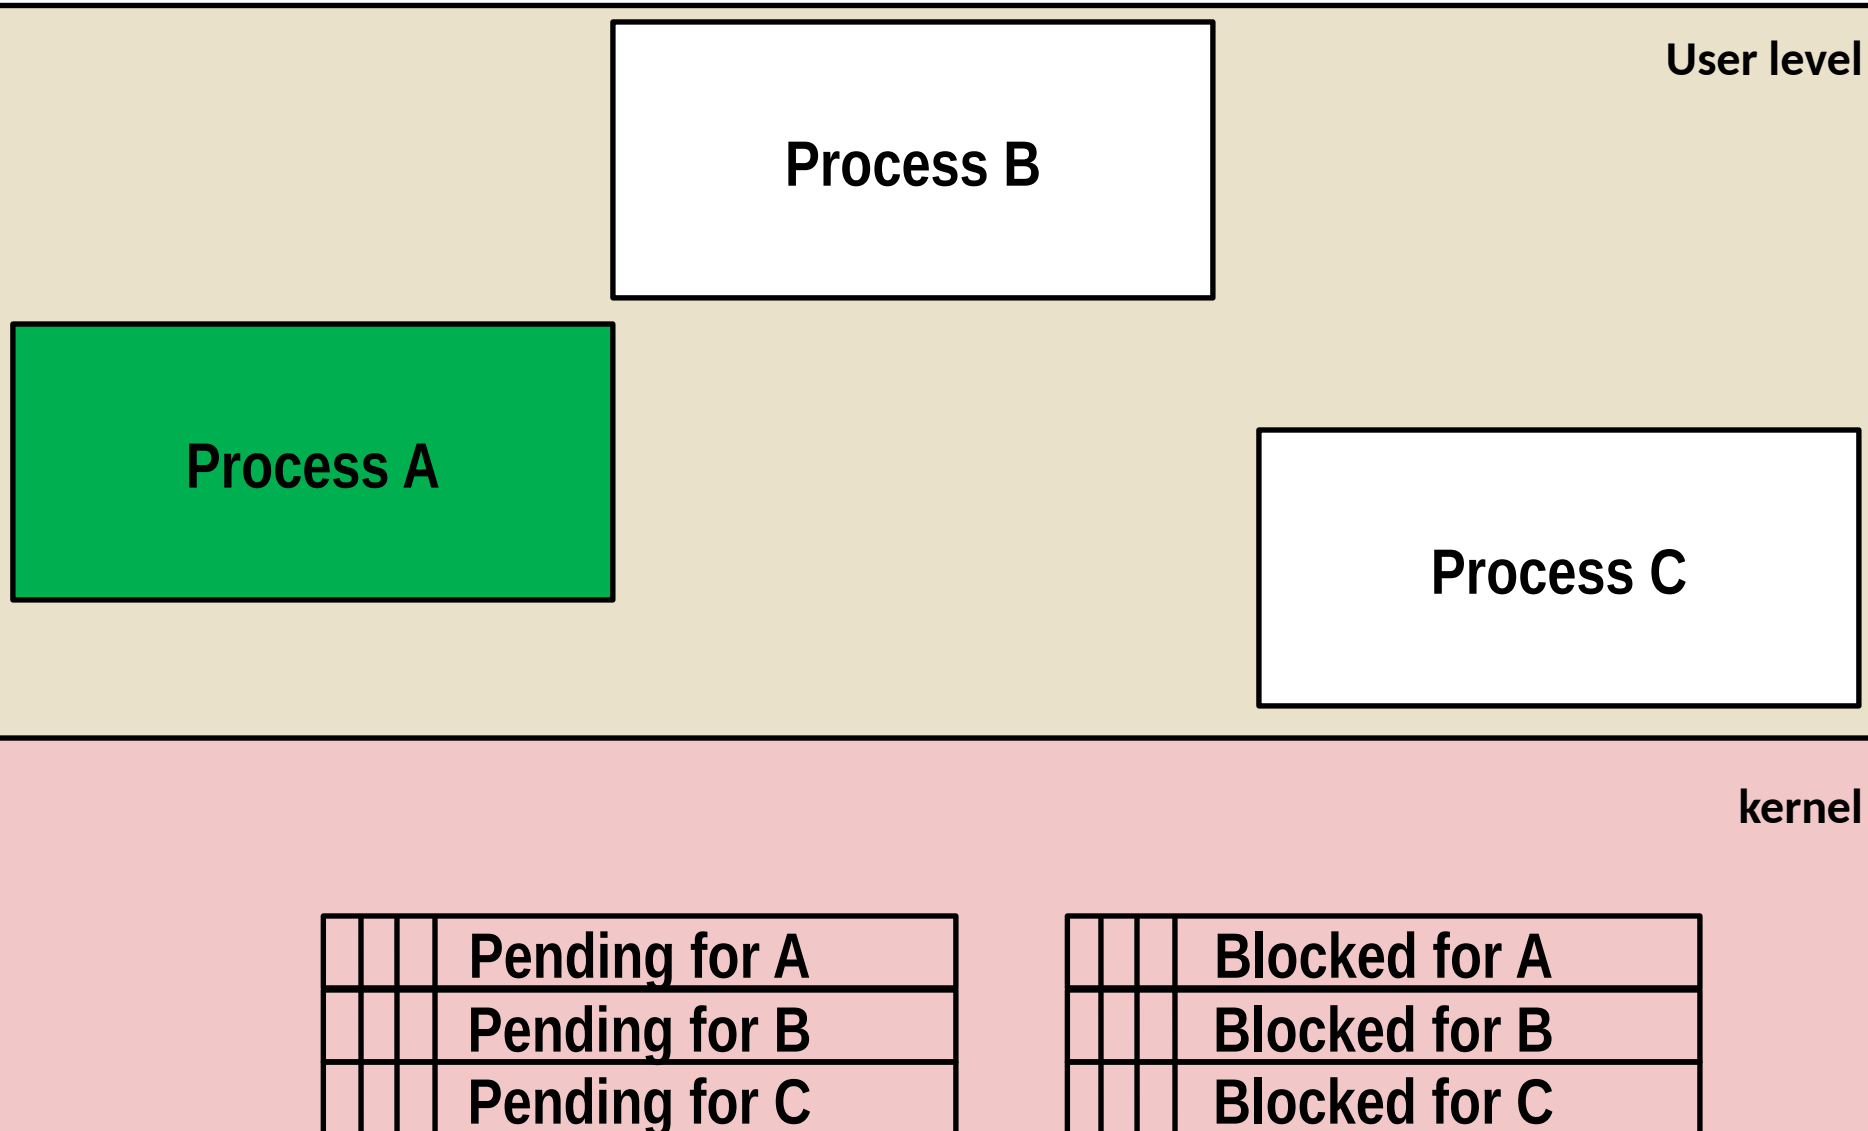 User level
Process B
Process A
Process C
kernel
Pending for A
Blocked for A
Pending for B
Blocked for B
Pending for C
Blocked for C